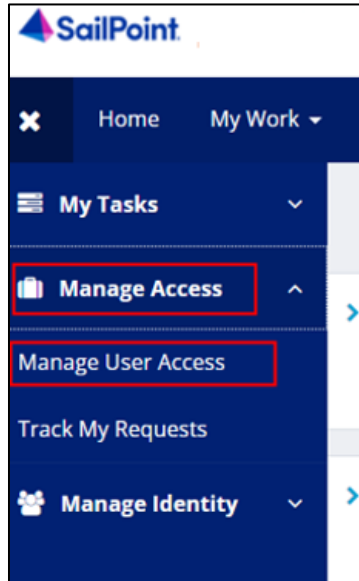 SailPoint.
Home My Work
My Tasks
Manage Access
Manage User Access
Track My Requests
Manage Identity